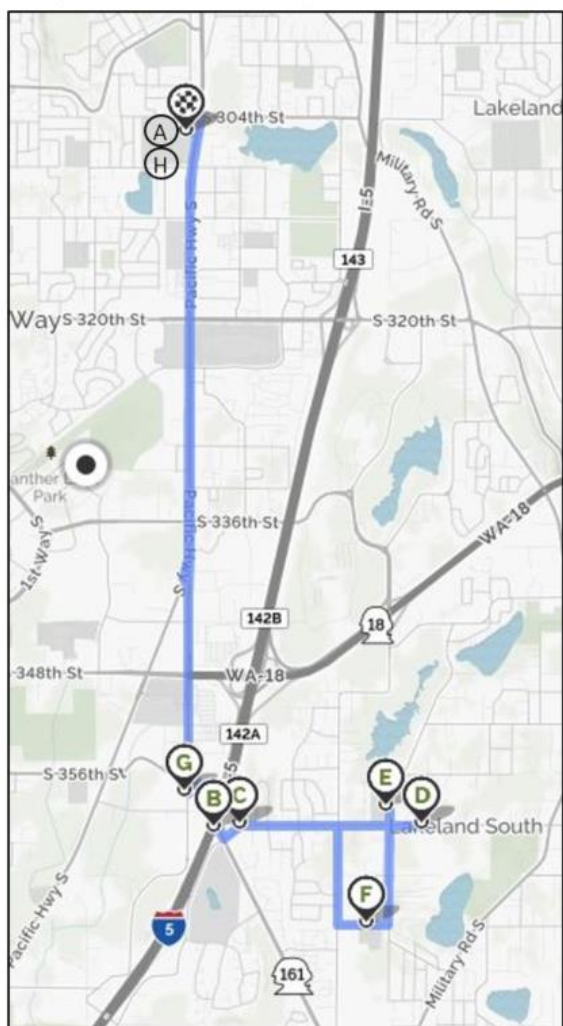 A
H
S 304th St
Lakeland
Military Rd S
I-5
Pacific Hwy S
143
Way
S 320th St
S 320th St
anther
Park
1st Way S
Pacific Hwy S
S 336th St
WA-18
142B
18
348th St
WA-18
142A
I-5
S 356th St
G
B
C
E
D
Lakeland South
F
Pacific Hwy S
5
161
Military Rd S